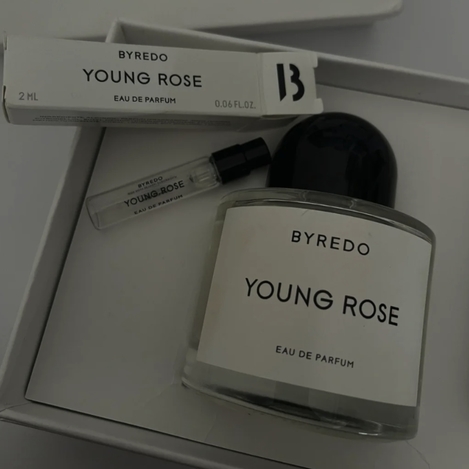 BYREDO
YOUNG ROSE
2 ML EAU DE PARFUM 0.06 FL.OZ.
B
BYREDO
YOUNG ROSE
EAU DE PARFUM
BYREDO
YOUNG ROSE
EAU DE PARFUM